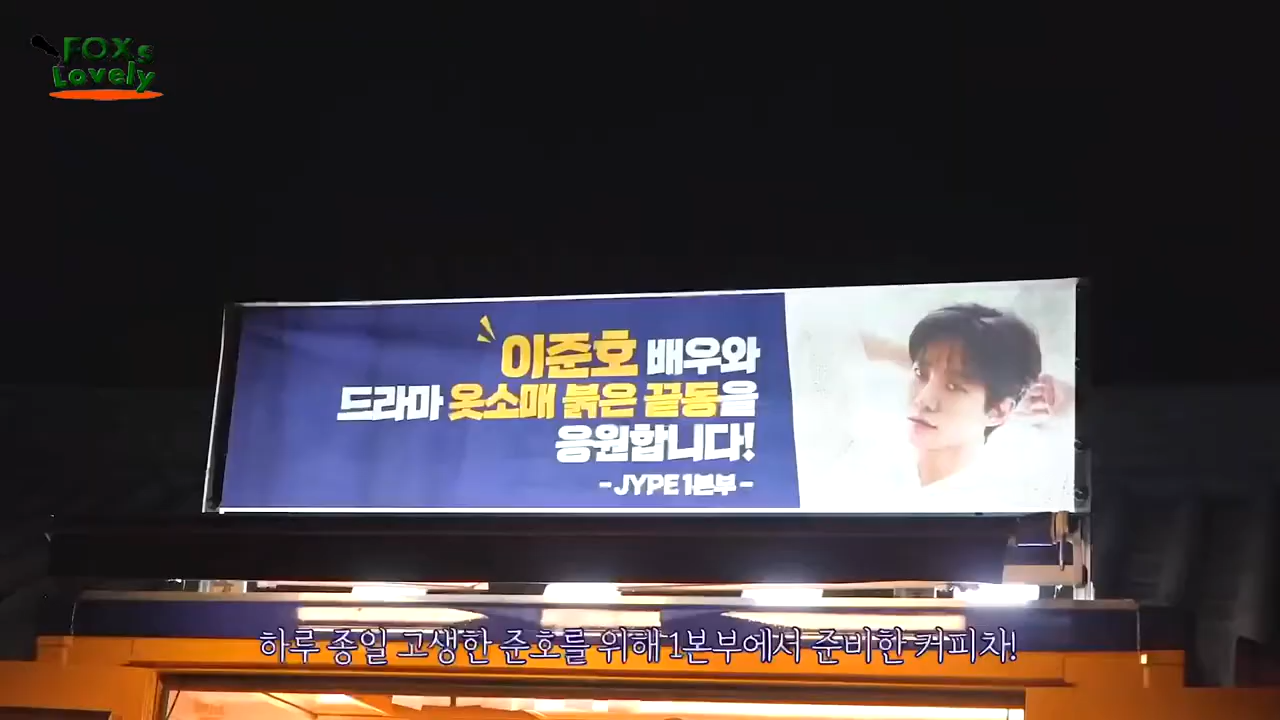 FOXs
Lovely
이준호 배우와
드라마 옷소매 붉은 끝동을
응원합니다!
- JYPE 1본부 -
하루 종일 고생한 준호를 위해 1본부에서 준비한 커피차!